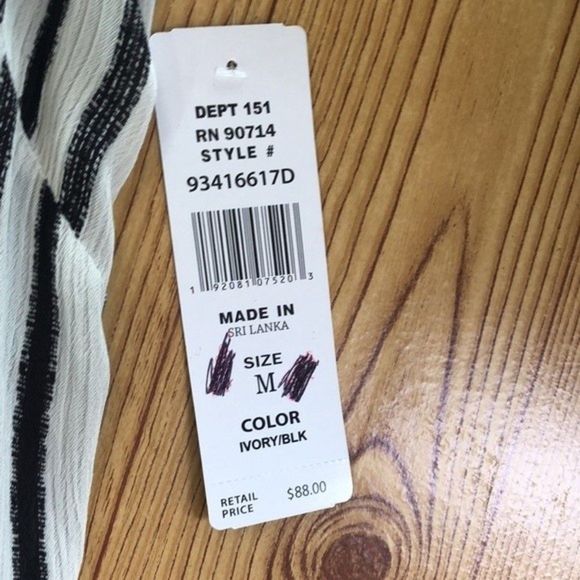 DEPT 151
RN 90714
STYLE #
93416617D
1 92081 07520 3
MADE IN
SRI LANKA
SIZE
M
COLOR
IVORY/BLK
RETAIL PRICE $88.00